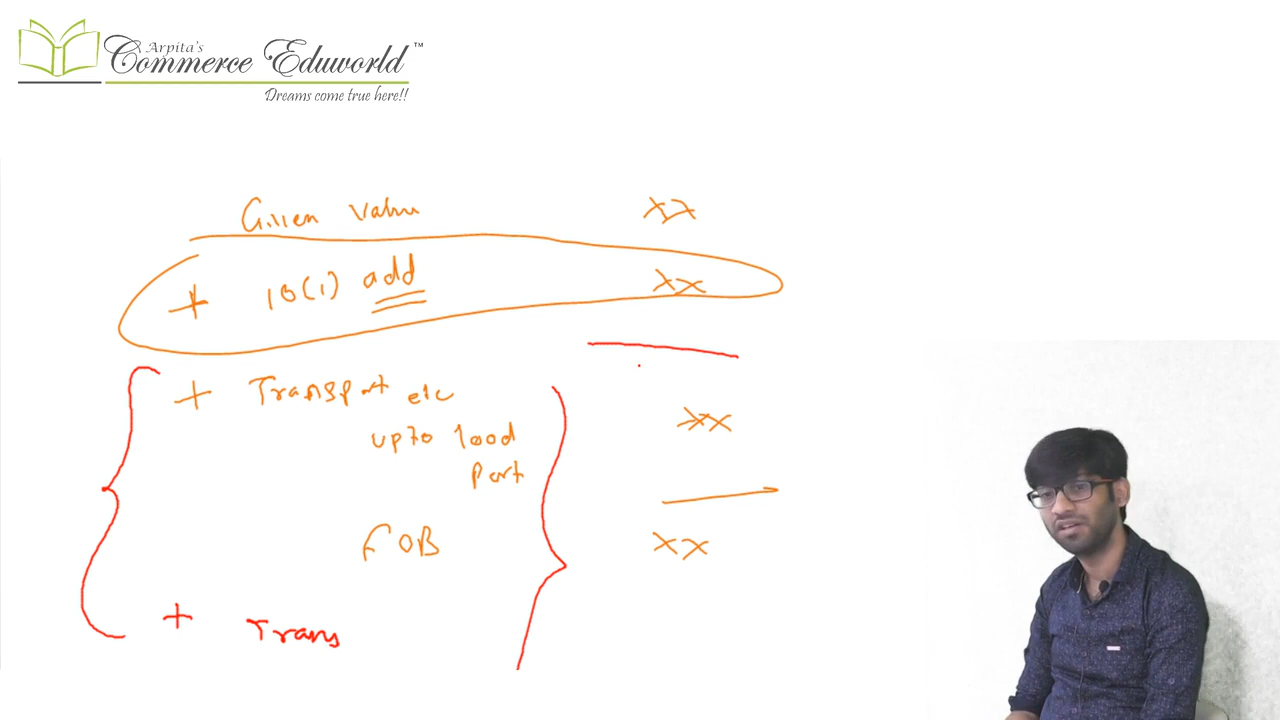 Arpita's
Commerce Eduworld™
Dreams come true here!!
Given Value XX
+ 10(1) add XX
+ Transport etc
upto load XX
port
FOB XX
+ Trans